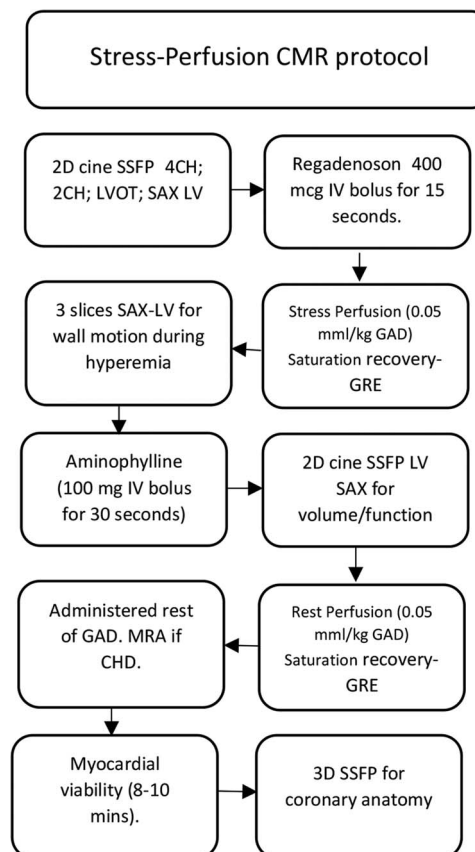 Stress-Perfusion CMR protocol
2D cine SSFP 4CH;
2CH; LVOT; SAX LV
Regadenoson 400
mcg IV bolus for 15
seconds.
Stress Perfusion (0.05
mml/kg GAD)
Saturation recovery-
GRE
3 slices SAX-LV for
wall motion during
hyperemia
Aminophylline
(100 mg IV bolus
for 30 seconds)
2D cine SSFP LV
SAX for
volume/function
Rest Perfusion (0.05
mml/kg GAD)
Saturation recovery-
GRE
Administered rest
of GAD. MRA if
CHD.
Myocardial
viability (8-10
mins).
3D SSFP for
coronary anatomy